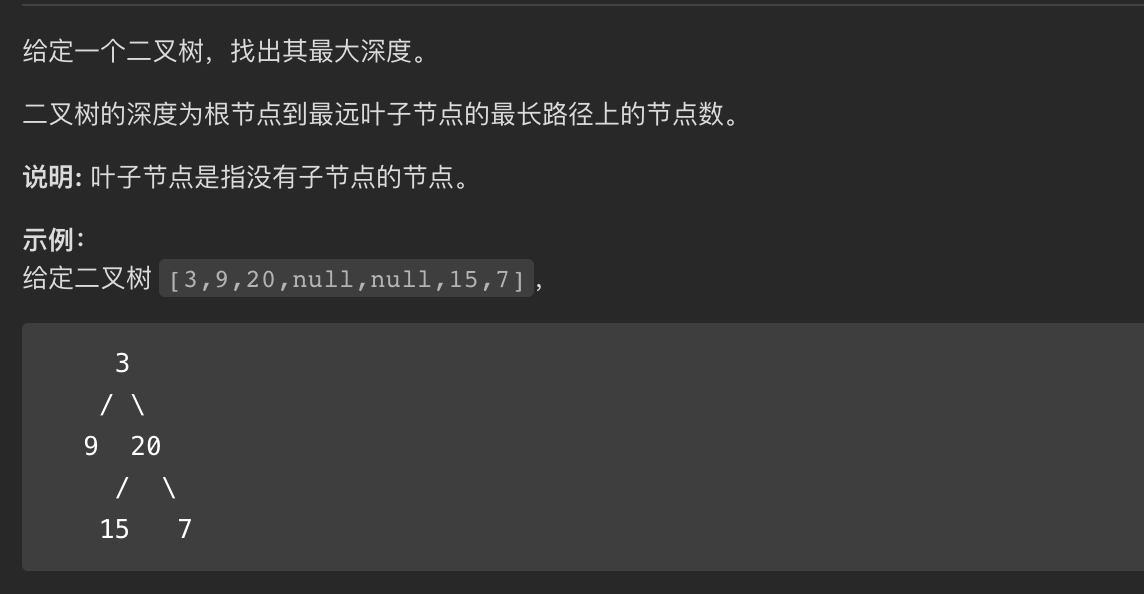 给定一个二叉树，找出其最大深度。
二叉树的深度为根节点到最远叶子节点的最长路径上的节点数。
说明: 叶子节点是指没有子节点的节点。
示例：
给定二叉树 [3,9,20,null,null,15,7]，
3
/ \
9 20
/ \
15 7